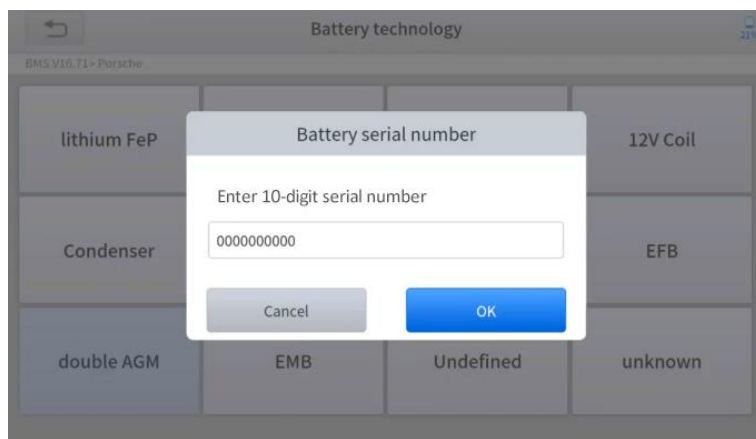 Battery technology
21%
BMS V16.71> Porsche
lithium FeP
12V Coil
Battery serial number
Enter 10-digit serial number
0000000000
Condenser
EFB
Cancel
OK
double AGM
EMB
Undefined
unknown